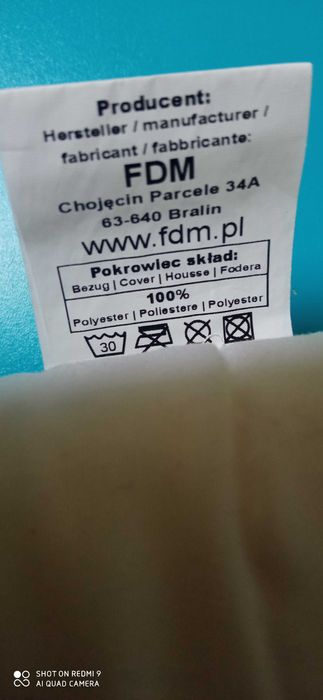 Producent:
Hersteller / manufacturer /
fabricant / fabbricante:
FDM
Chojęcin Parcele 34A
63-640 Bralin
www.fdm.pl
Pokrowiec skład:
Bezug | Cover | Housse | Fodera
100%
Polyester | Poliestere | Polyester
30
SHOT ON REDMI 9
AI QUAD CAMERA